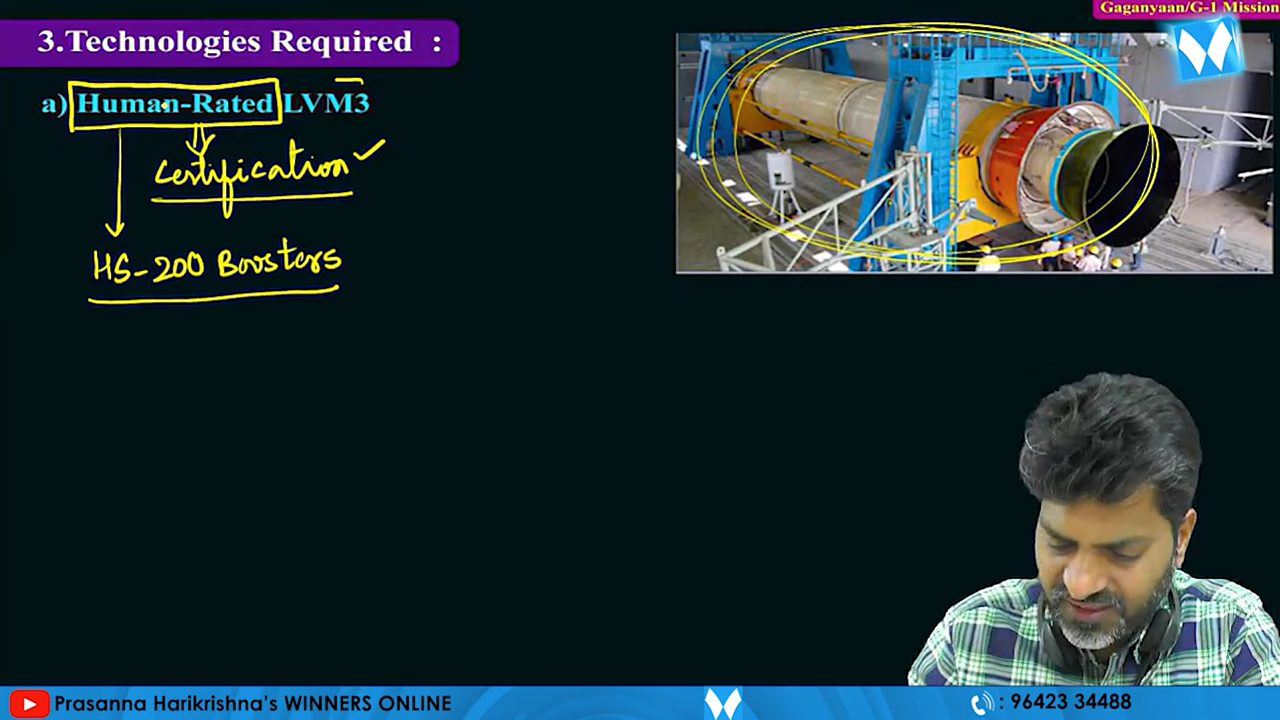 Gaganyaan/G-1 Mission
3.Technologies Required :
a) Human-Rated LVM3
Certification
HS-200 Boosters
Prasanna Harikrishna's WINNERS ONLINE
: 96423 34488